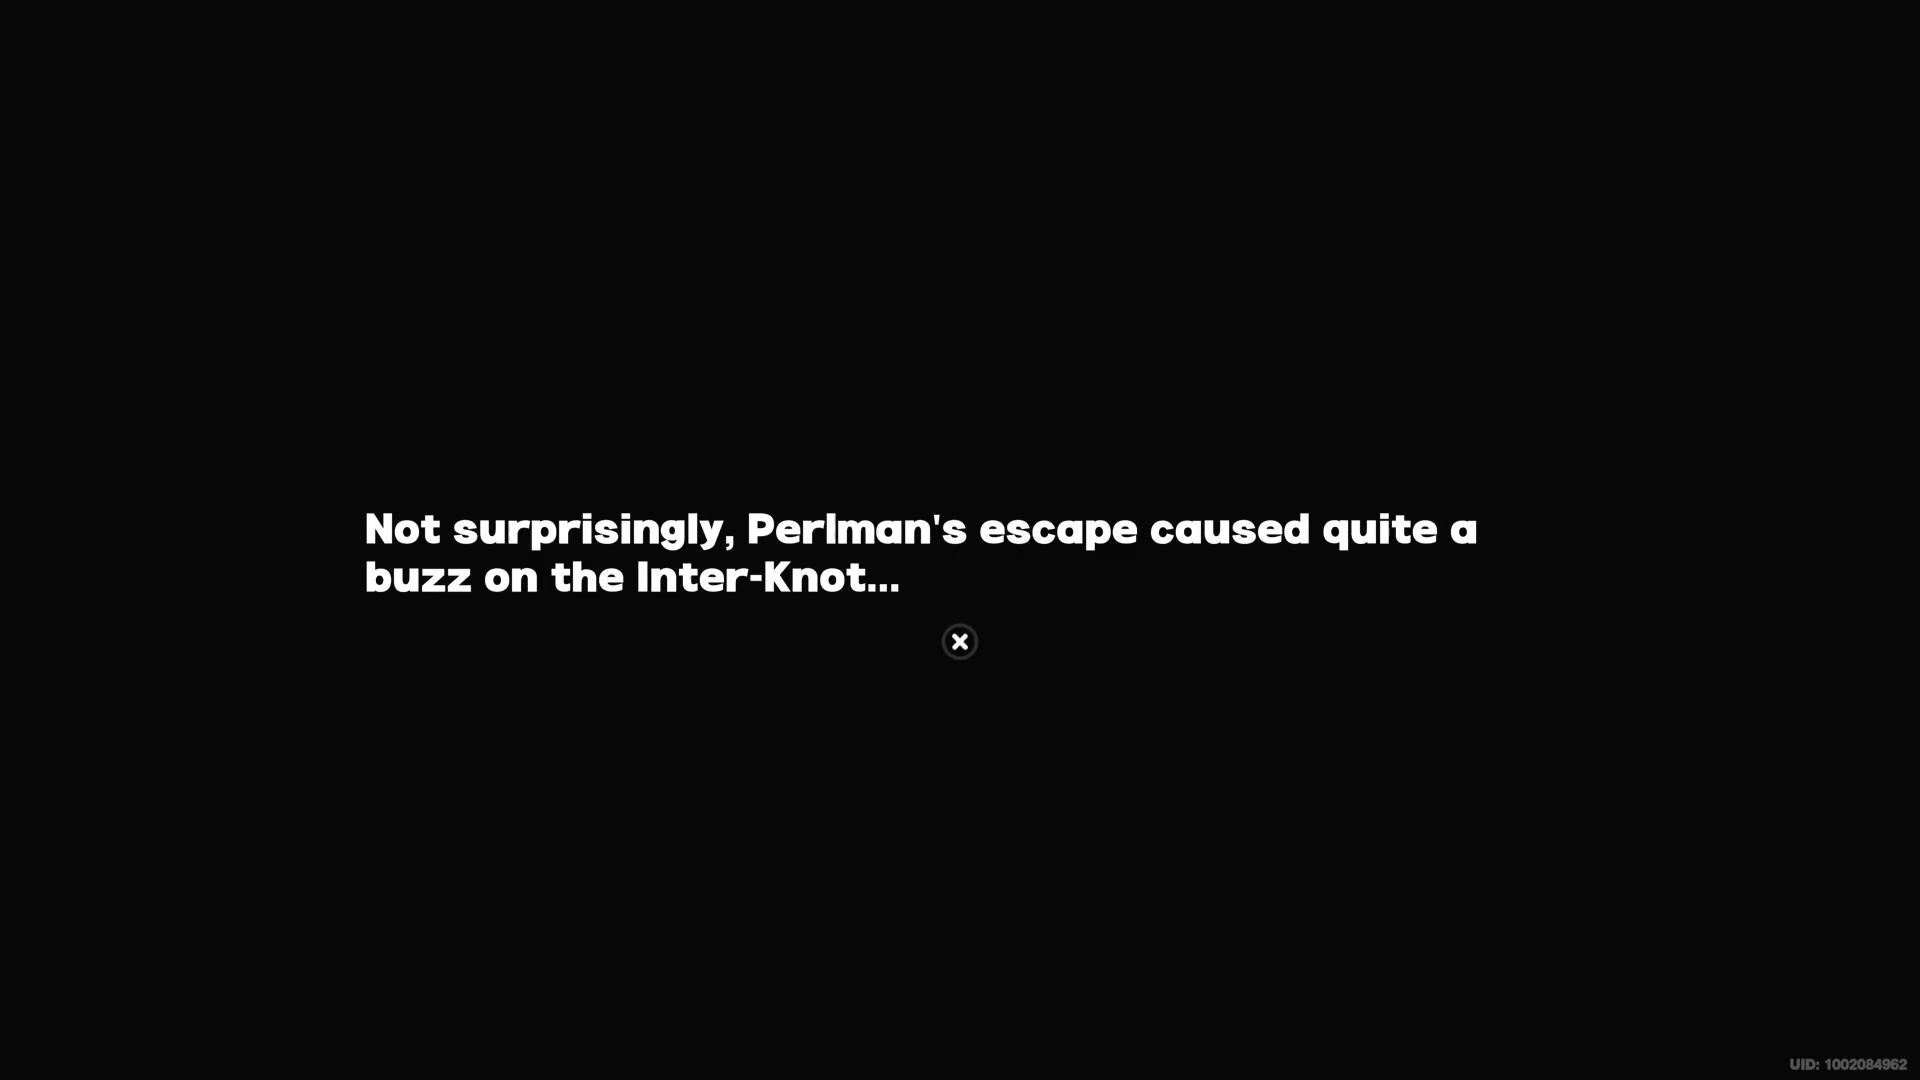 Not surprisingly, Perlman's escape caused quite a
buzz on the Inter-Knot...
UID: 1002084962